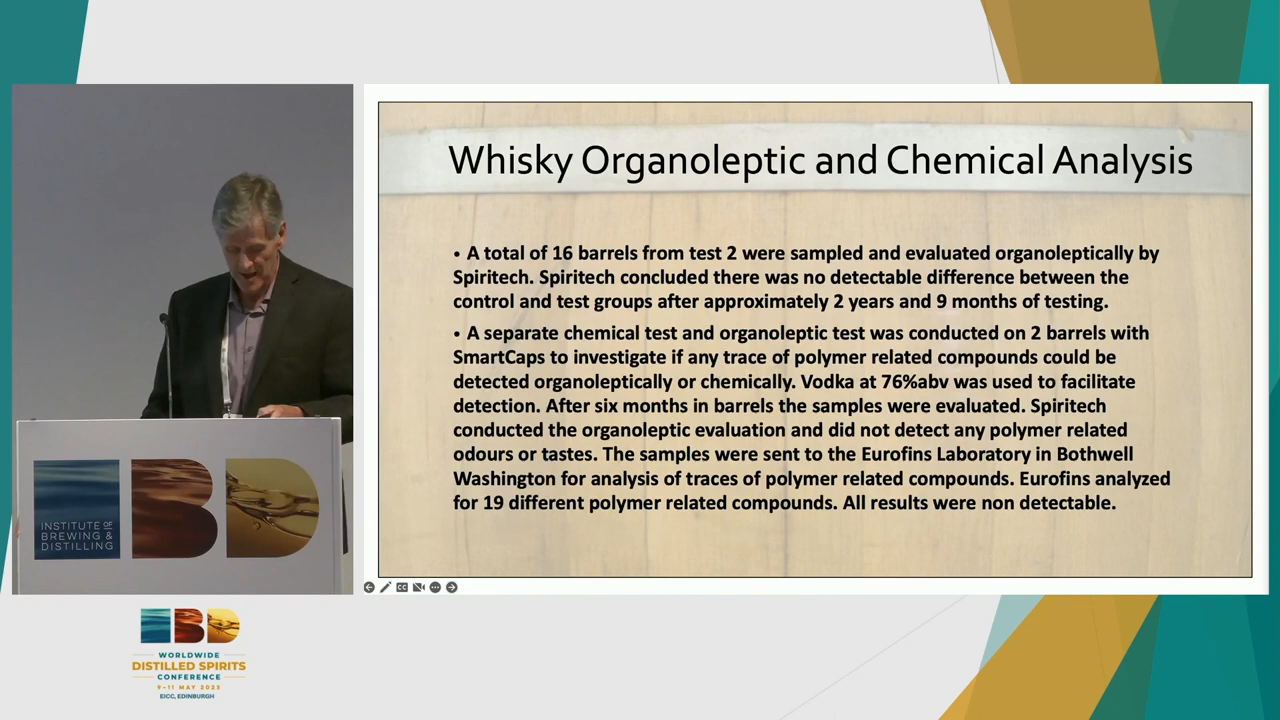 Whisky Organoleptic and Chemical Analysis
• A total of 16 barrels from test 2 were sampled and evaluated organoleptically by
Spiritech. Spiritech concluded there was no detectable difference between the
control and test groups after approximately 2 years and 9 months of testing.
• A separate chemical test and organoleptic test was conducted on 2 barrels with
SmartCaps to investigate if any trace of polymer related compounds could be
detected organoleptically or chemically. Vodka at 76%abv was used to facilitate
detection. After six months in barrels the samples were evaluated. Spiritech
conducted the organoleptic evaluation and did not detect any polymer related
odours or tastes. The samples were sent to the Eurofins Laboratory in Bothwell
Washington for analysis of traces of polymer related compounds. Eurofins analyzed
for 19 different polymer related compounds. All results were non detectable.
CC
INSTITUTE OF
BREWING &
DISTILLING
IBD
IBD
WORLDWIDE
DISTILLED SPIRITS
CONFERENCE
9-11 MAY 2023
EICC, EDINBURGH